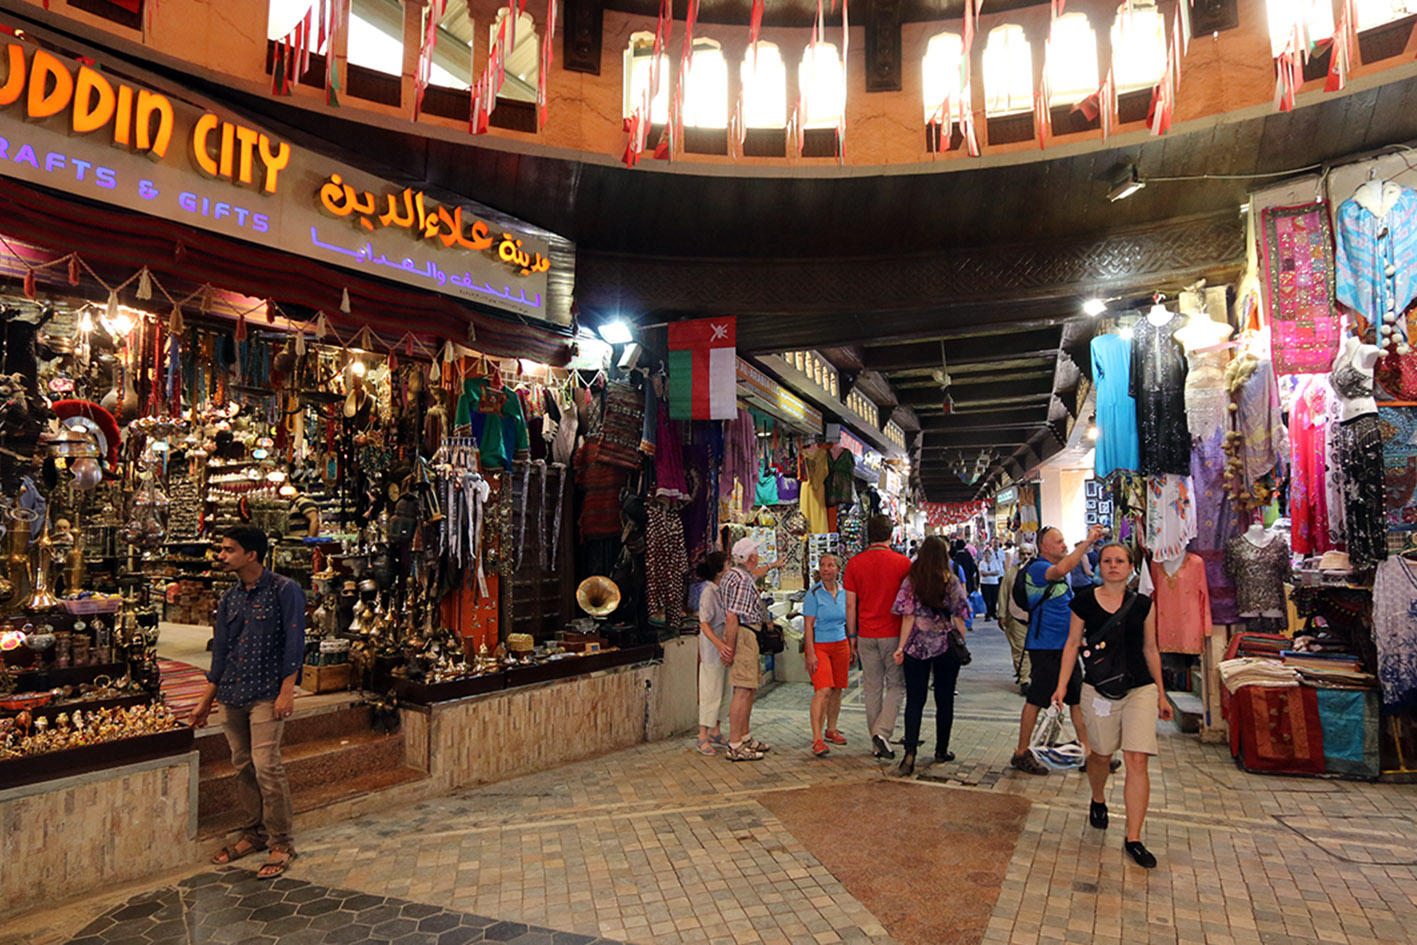 UDDIN CITY
RAFTS & GIFTS
مدينة علاء الدين
للتحف والهدايا